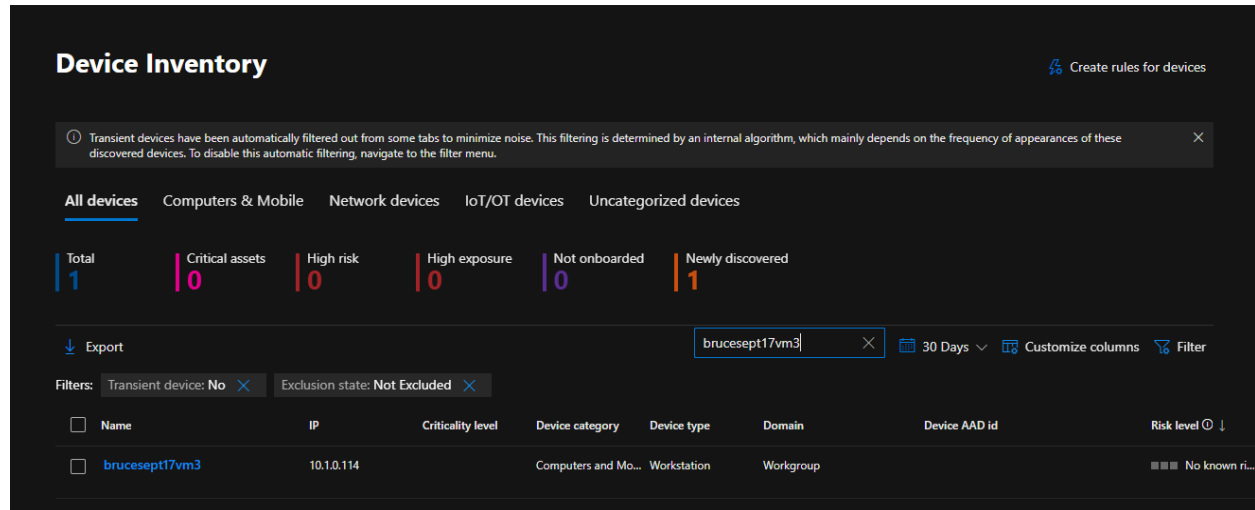 Device Inventory
Create rules for devices
Transient devices have been automatically filtered out from some tabs to minimize noise. This filtering is determined by an internal algorithm, which mainly depends on the frequency of appearances of these
discovered devices. To disable this automatic filtering, navigate to the filter menu.
All devices Computers & Mobile Network devices IoT/OT devices Uncategorized devices
Total Critical assets High risk High exposure Not onboarded Newly discovered
1 0 0 0 0 1
Export brucesept17vm3 30 Days Customize columns Filter
Filters: Transient device: No Exclusion state: Not Excluded
Name IP Criticality level Device category Device type Domain Device AAD id Risk level
brucesept17vm3 10.1.0.114 Computers and Mo... Workstation Workgroup No known ri...